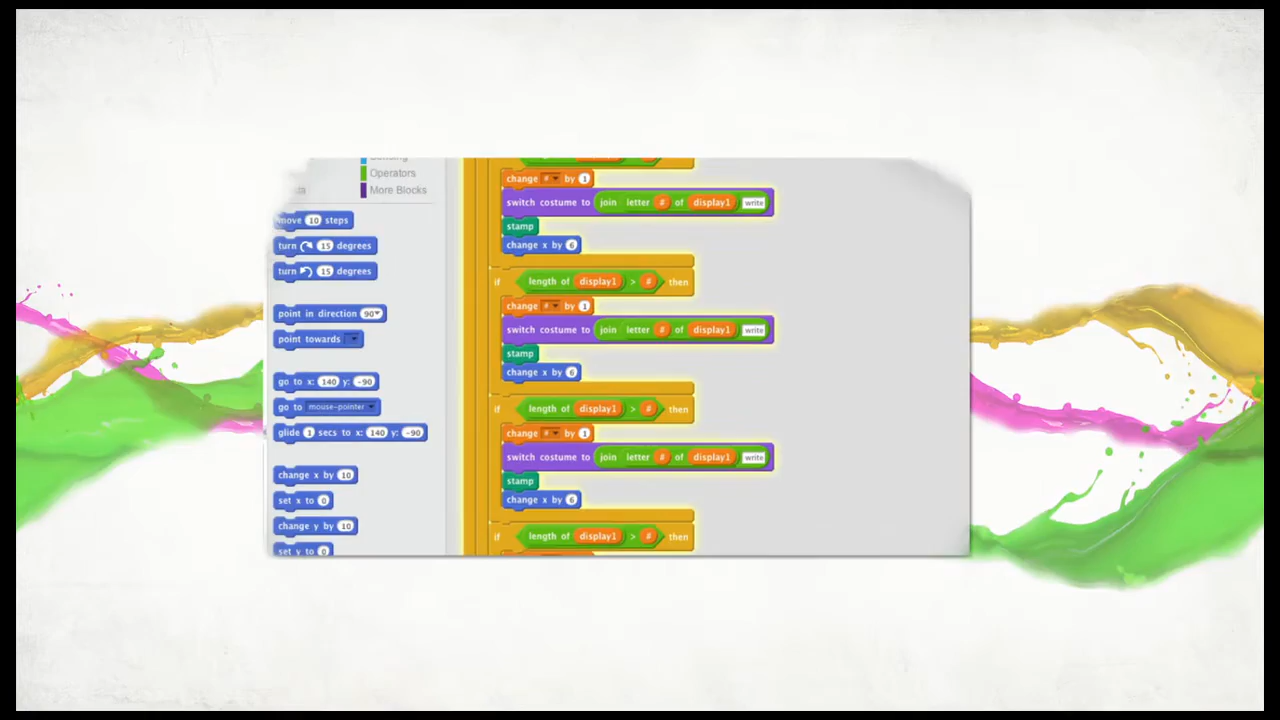 Operators
More Blocks
move 10 steps
turn 15 degrees
turn 15 degrees
point in direction 90
point towards
go to x: 140 y: -90
go to mouse-pointer
glide 1 secs to x: 140 y: -90
change x by 10
set x to 0
change y by 10
set y to 0
change # by 1
switch costume to join letter # of display1 write
stamp
change x by 6
if length of display1 > # then
change # by 1
switch costume to join letter # of display1 write
stamp
change x by 6
if length of display1 > # then
change # by 1
switch costume to join letter # of display1 write
stamp
change x by 6
if length of display1 > # then